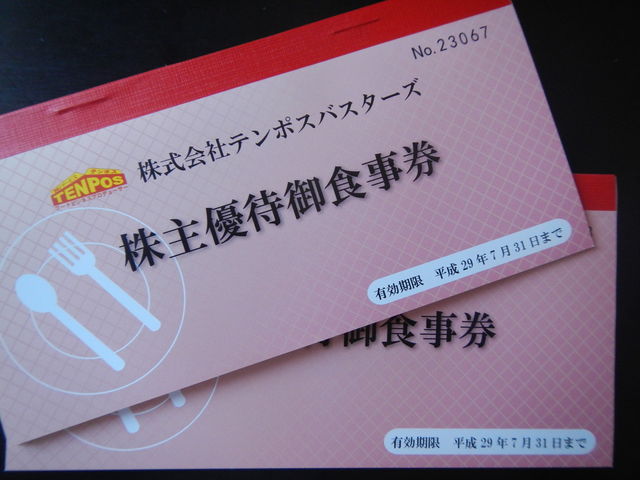 No.23067
株式会社テンポスバスターズ
TENPOS
株主優待御食事券
有効期限 平成29年7月31日まで
御食事券
有効期限 平成29年7月31日まで